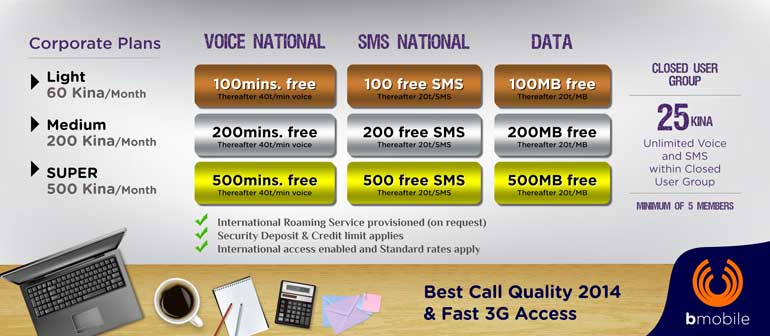 Corporate Plans
VOICE NATIONAL
SMS NATIONAL
DATA
Light
60 Kina/Month
100mins. free
Thereafter 40t/min voice
100 free SMS
Thereafter 20t/SMS
100MB free
Thereafter 20t/MB
Medium
200 Kina/Month
200mins. free
Thereafter 40t/min voice
200 free SMS
Thereafter 20t/SMS
200MB free
Thereafter 20t/MB
SUPER
500 Kina/Month
500mins. free
Thereafter 40t/min voice
500 free SMS
Thereafter 20t/SMS
500MB free
Thereafter 20t/MB
CLOSED USER
GROUP
25 KINA
Unlimited Voice
and SMS
within Closed
User Group
MINIMUM OF 5 MEMBERS
International Roaming Service provisioned (on request)
Security Deposit & Credit limit applies
International access enabled and Standard rates apply
Best Call Quality 2014
& Fast 3G Access
bmobile